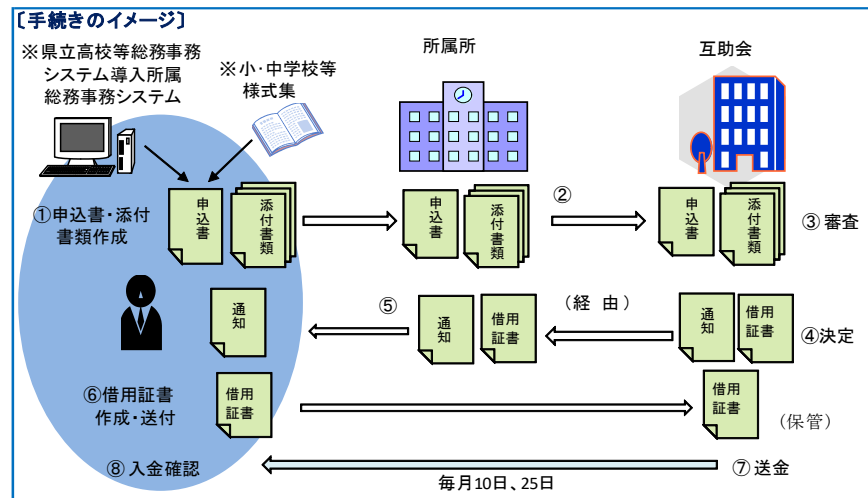 〔手続きのイメージ〕
※県立高校等総務事務
システム導入所属
総務事務システム
※小・中学校等
様式集
所属所
互助会
①申込書・添付
書類作成
申込書
添付書類
申込書
添付書類
②
申込書
添付書類
③審査
通知
⑤
通知
借用
証書
（経 由）
通知
借用
証書
④決定
⑥借用証書
作成・送付
借用
証書
借用
証書
（保管）
⑧入金確認
毎月10日、25日
⑦送金